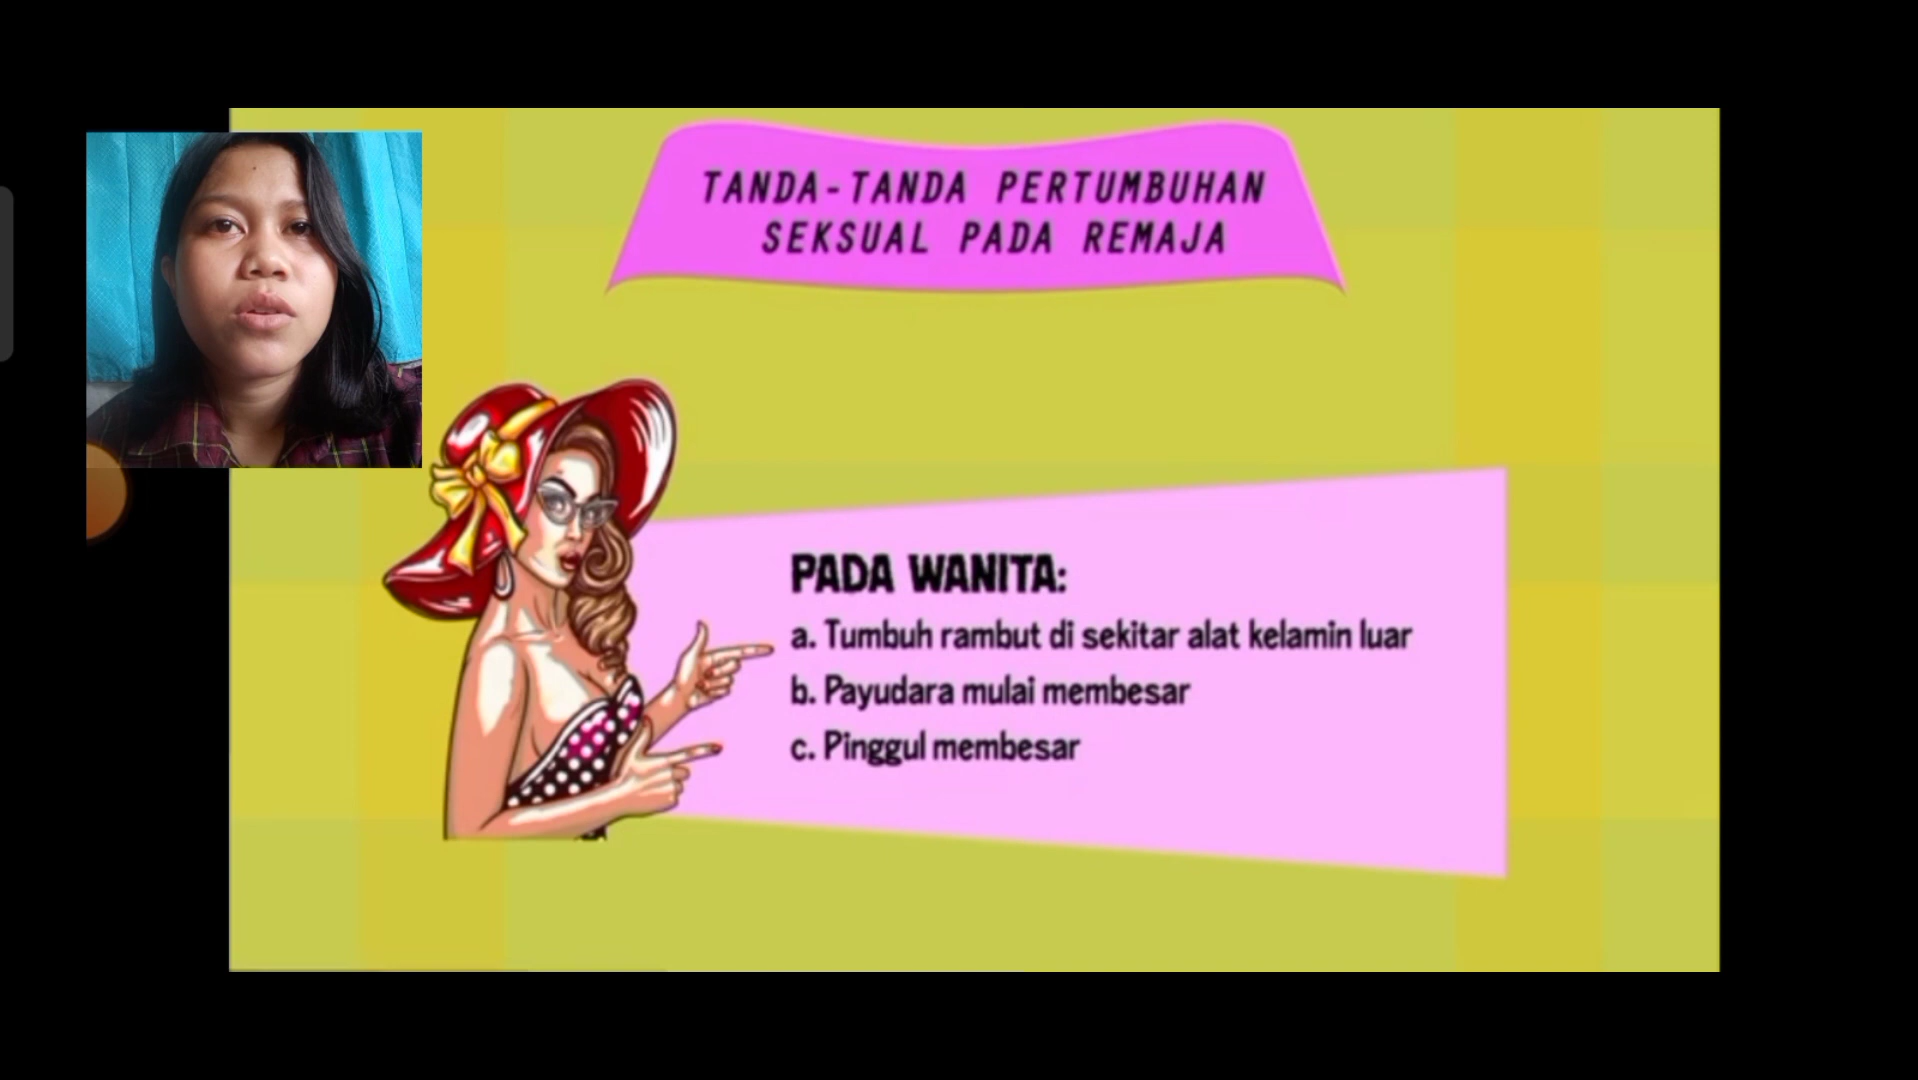 TANDA-TANDA PERTUMBUHAN
SEKSUAL PADA REMAJA
PADA WANITA:
a. Tumbuh rambut di sekitar alat kelamin luar
b. Payudara mulai membesar
c. Pinggul membesar